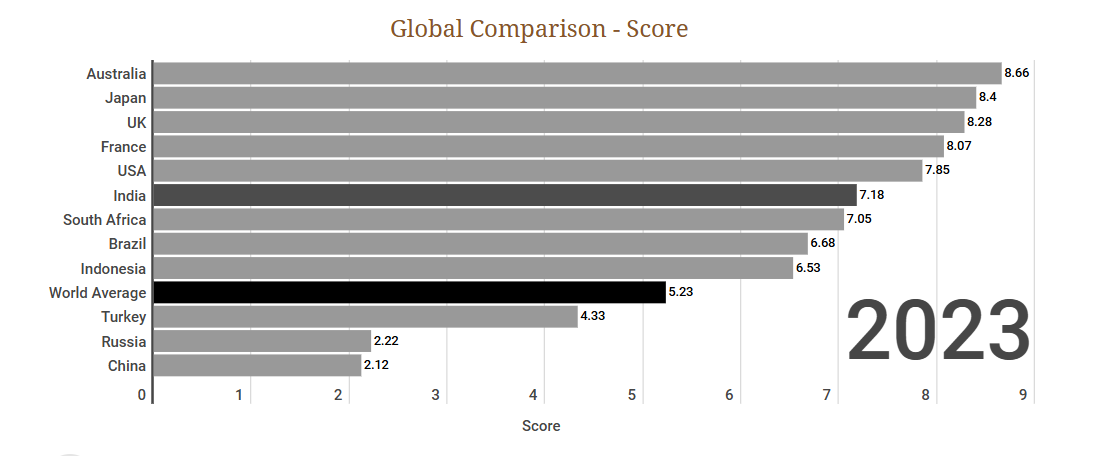 Global Comparison - Score
Australia 8.66
Japan 8.4
UK 8.28
France 8.07
USA 7.85
India 7.18
South Africa 7.05
Brazil 6.68
Indonesia 6.53
World Average 5.23
Turkey 4.33
Russia 2.22
China 2.12
2023
0 1 2 3 4 5 6 7 8 9
Score